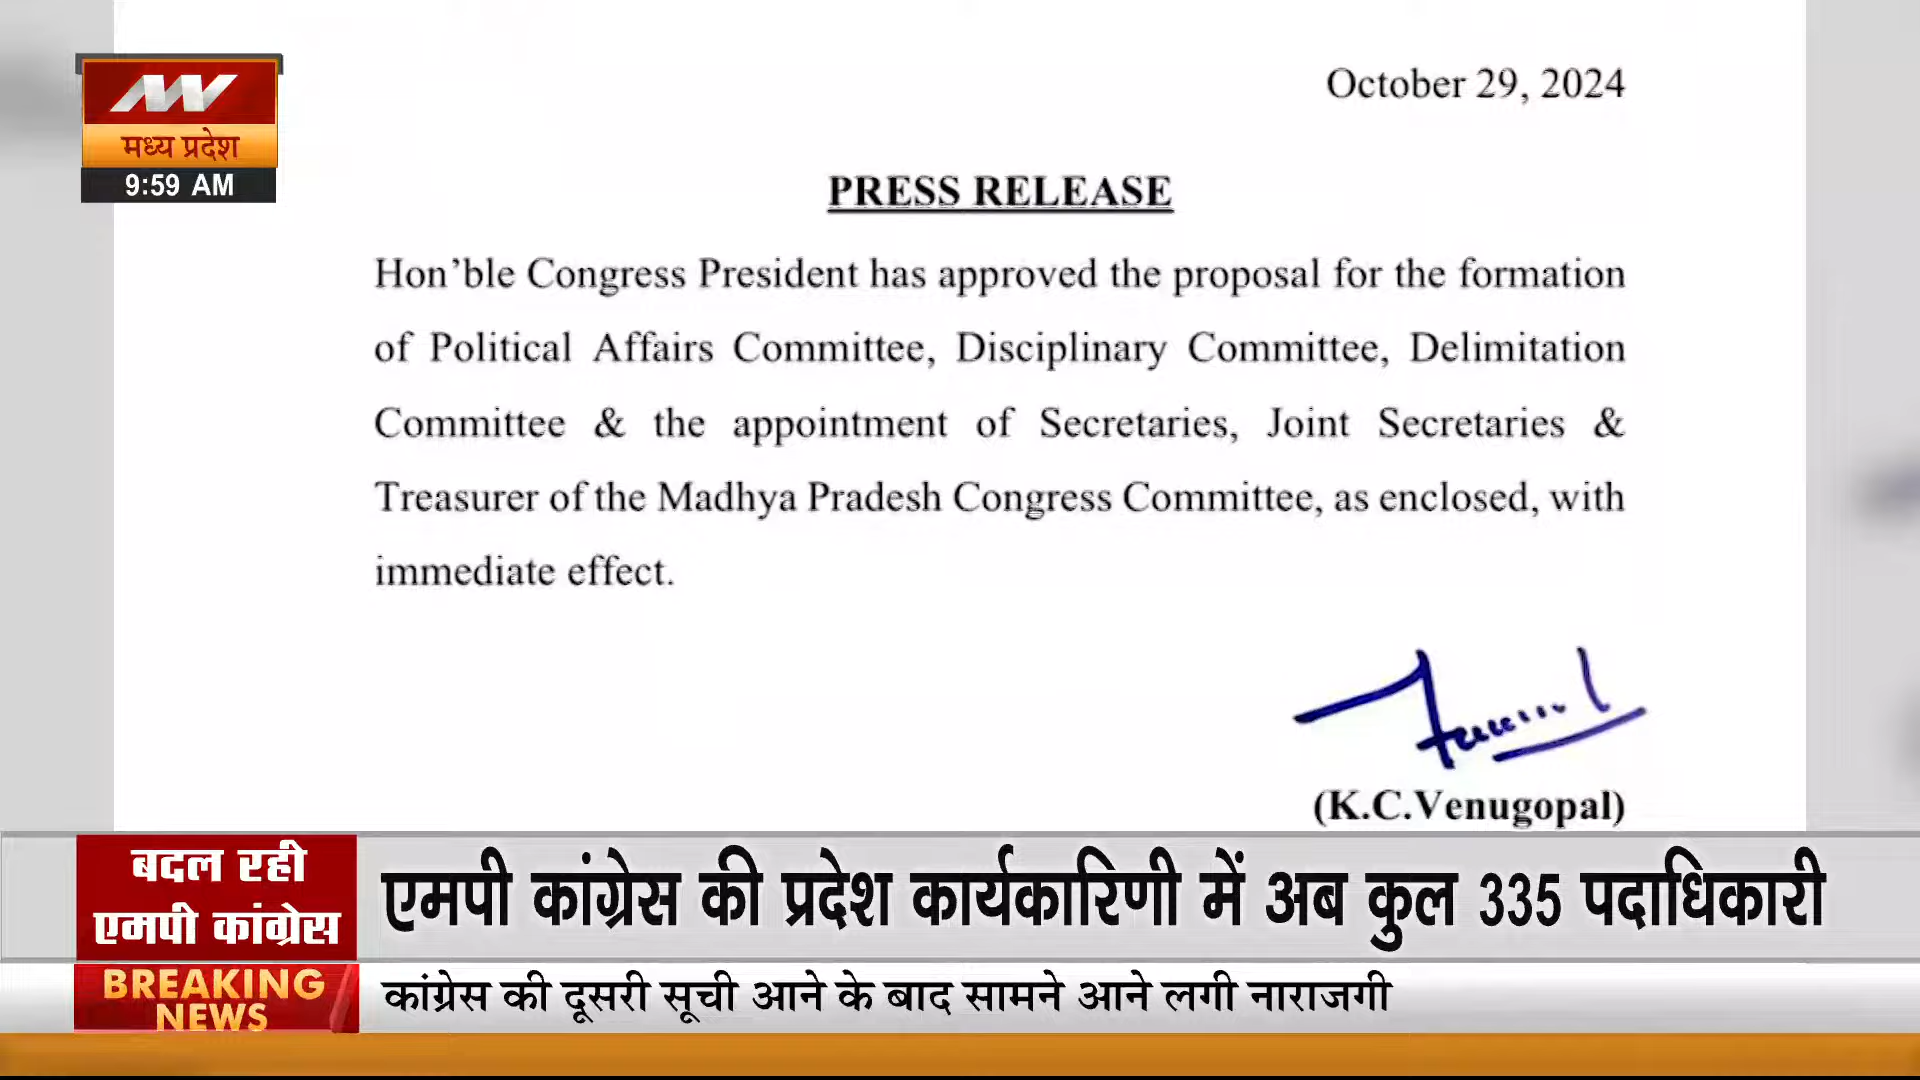 मध्य प्रदेश
9:59 AM
October 29, 2024
PRESS RELEASE
Hon’ble Congress President has approved the proposal for the formation
of Political Affairs Committee, Disciplinary Committee, Delimitation
Committee & the appointment of Secretaries, Joint Secretaries &
Treasurer of the Madhya Pradesh Congress Committee, as enclosed, with
immediate effect.
(K.C.Venugopal)
बदल रही
एमपी कांग्रेस
एमपी कांग्रेस की प्रदेश कार्यकारिणी में अब कुल 335 पदाधिकारी
BREAKING
NEWS
कांग्रेस की दूसरी सूची आने के बाद सामने आने लगी नाराजगी